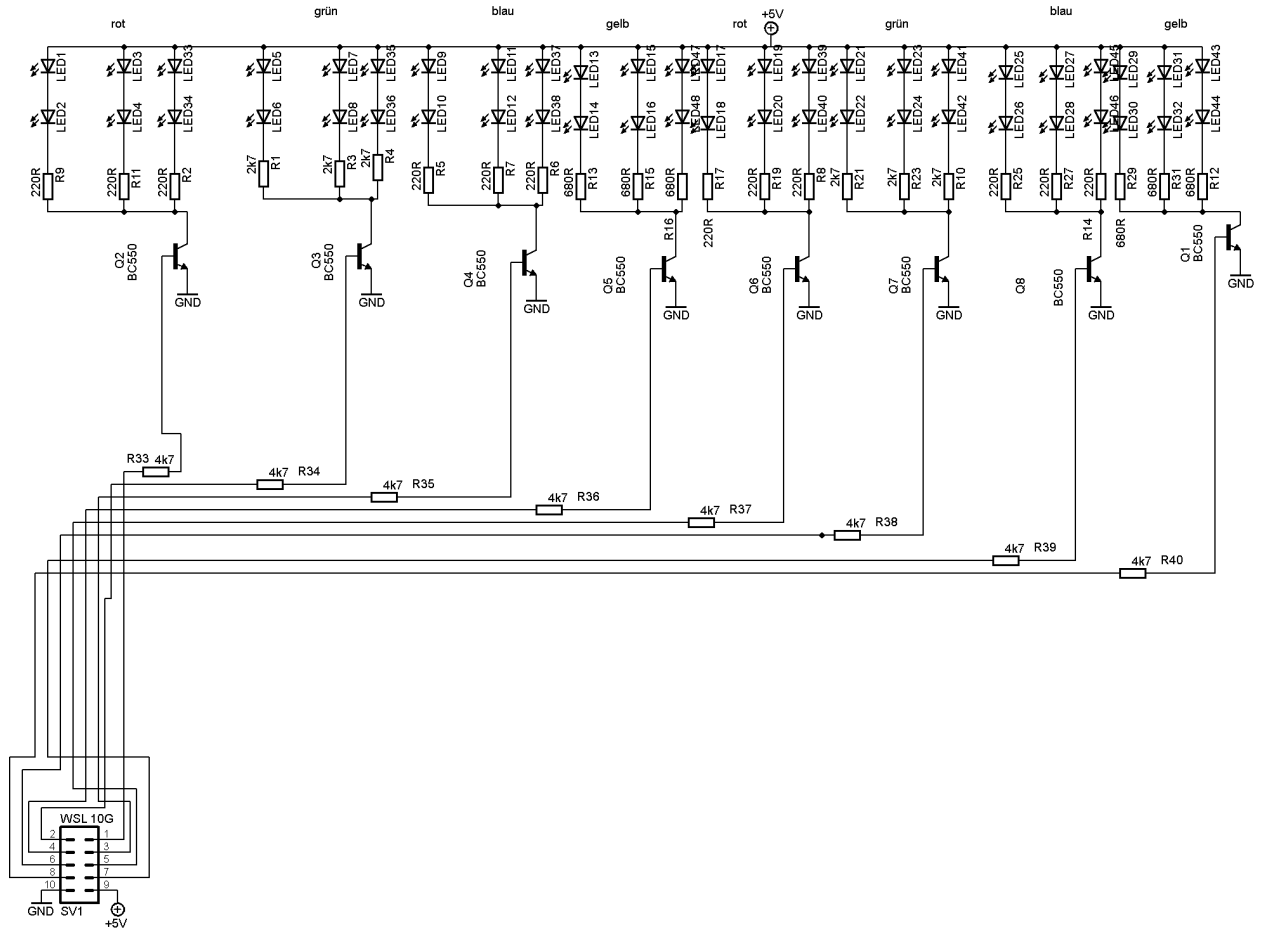 rot
grün
blau
gelb
rot
+5V
grün
blau
gelb
LED1
LED3
LED33
LED5
LED7
LED35
LED9
LED11
LED37
LED13
LED15
LED47
LED17
LED19
LED39
LED21
LED23
LED41
LED25
LED27
LED45
LED29
LED31
LED43
LED2
LED4
LED34
LED6
LED8
LED36
LED10
LED12
LED38
LED14
LED16
LED48
LED18
LED20
LED40
LED22
LED24
LED42
LED26
LED28
LED46
LED30
LED32
LED44
220R R9
220R R11
220R R2
2k7 R1
2k7 R3
2k7 R4
220R R5
220R R7
220R R6
680R R13
680R R15
680R
R16
R17
220R
220R R19
220R R8
2k7 R21
2k7 R23
2k7 R10
220R R25
220R R27
220R
R14
R29
680R
680R R31
680R R12
Q2 BC550
GND
Q3 BC550
GND
Q4 BC550
GND
Q5 BC550
GND
Q6 BC550
GND
Q7 BC550
GND
Q8 BC550
GND
Q1 BC550
GND
R33 4k7
4k7 R34
4k7 R35
4k7 R36
4k7 R37
4k7 R38
4k7 R39
4k7 R40
WSL 10G
2 1
4 3
6 5
8 7
10 9
GND SV1
+5V